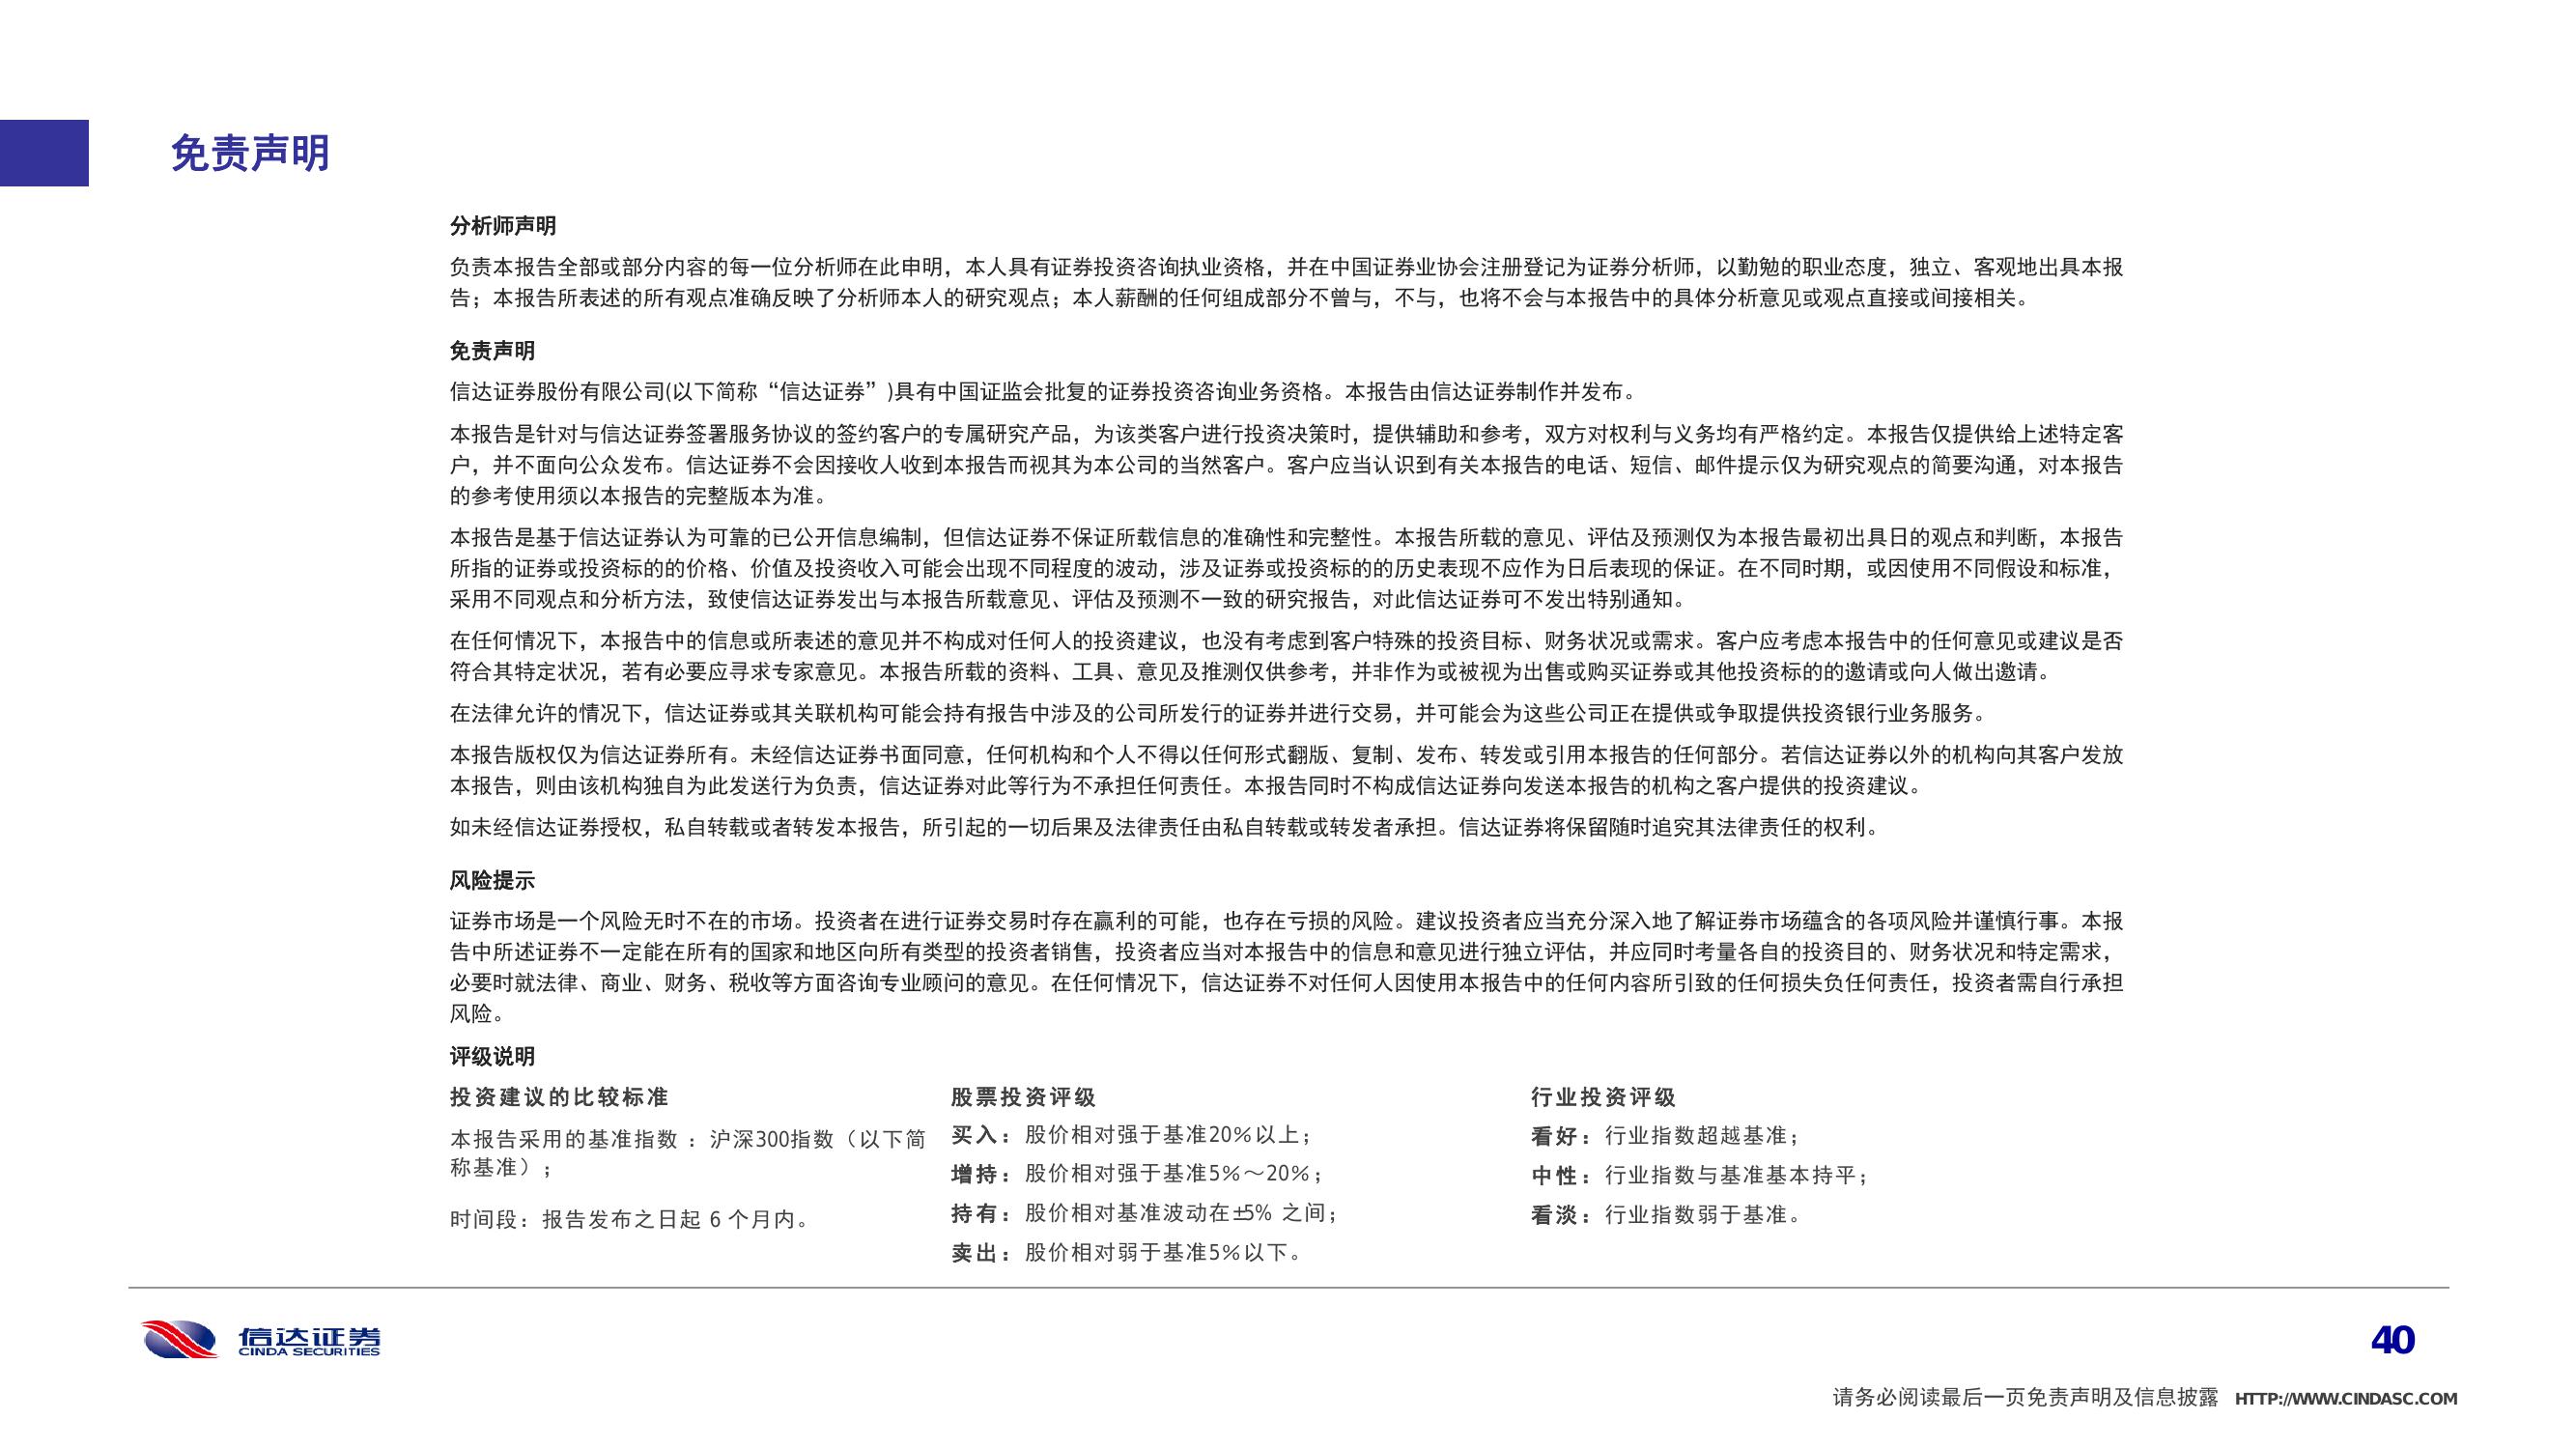 免责声明
分析师声明
负责本报告全部或部分内容的每一位分析师在此申明，本人具有证券投资咨询执业资格，并在中国证券业协会注册登记为证券分析师，以勤勉的职业态度，独立、客观地出具本报
告；本报告所表述的所有观点准确反映了分析师本人的研究观点；本人薪酬的任何组成部分不曾与，不与，也将不会与本报告中的具体分析意见或观点直接或间接相关。
免责声明
信达证券股份有限公司(以下简称“信达证券”)具有中国证监会批复的证券投资咨询业务资格。本报告由信达证券制作并发布。
本报告是针对与信达证券签署服务协议的签约客户的专属研究产品，为该类客户进行投资决策时，提供辅助和参考，双方对权利与义务均有严格约定。本报告仅提供给上述特定客
户，并不面向公众发布。信达证券不会因接收人收到本报告而视其为本公司的当然客户。客户应当认识到有关本报告的电话、短信、邮件提示仅为研究观点的简要沟通，对本报告
的参考使用须以本报告的完整版本为准。
本报告是基于信达证券认为可靠的已公开信息编制，但信达证券不保证所载信息的准确性和完整性。本报告所载的意见、评估及预测仅为本报告最初出具日的观点和判断，本报告
所指的证券或投资标的的价格、价值及投资收入可能会出现不同程度的波动，涉及证券或投资标的的历史表现不应作为日后表现的保证。在不同时期，或因使用不同假设和标准，
采用不同观点和分析方法，致使信达证券发出与本报告所载意见、评估及预测不一致的研究报告，对此信达证券可不发出特别通知。
在任何情况下，本报告中的信息或所表述的意见并不构成对任何人的投资建议，也没有考虑到客户特殊的投资目标、财务状况或需求。客户应考虑本报告中的任何意见或建议是否
符合其特定状况，若有必要应寻求专家意见。本报告所载的资料、工具、意见及推测仅供参考，并非作为或被视为出售或购买证券或其他投资标的的邀请或向人做出邀请。
在法律允许的情况下，信达证券或其关联机构可能会持有报告中涉及的公司所发行的证券并进行交易，并可能会为这些公司正在提供或争取提供投资银行业务服务。
本报告版权仅为信达证券所有。未经信达证券书面同意，任何机构和个人不得以任何形式翻版、复制、发布、转发或引用本报告的任何部分。若信达证券以外的机构向其客户发放
本报告，则由该机构独自为此发送行为负责，信达证券对此等行为不承担任何责任。本报告同时不构成信达证券向发送本报告的机构之客户提供的投资建议。
如未经信达证券授权，私自转载或者转发本报告，所引起的一切后果及法律责任由私自转载或转发者承担。信达证券将保留随时追究其法律责任的权利。
风险提示
证券市场是一个风险无时不在的市场。投资者在进行证券交易时存在赢利的可能，也存在亏损的风险。建议投资者应当充分深入地了解证券市场蕴含的各项风险并谨慎行事。本报
告中所述证券不一定能在所有的国家和地区向所有类型的投资者销售，投资者应当对本报告中的信息和意见进行独立评估，并应同时考量各自的投资目的、财务状况和特定需求，
必要时就法律、商业、财务、税收等方面咨询专业顾问的意见。在任何情况下，信达证券不对任何人因使用本报告中的任何内容所引致的任何损失负任何责任，投资者需自行承担
风险。
评级说明
投资建议的比较标准
本报告采用的基准指数 ：沪深300指数（以下简
称基准）；
时间段：报告发布之日起 6 个月内。
股票投资评级
买入：股价相对强于基准20％以上；
增持：股价相对强于基准5％～20％；
持有：股价相对基准波动在±5% 之间；
卖出：股价相对弱于基准5％以下。
行业投资评级
看好：行业指数超越基准；
中性：行业指数与基准基本持平；
看淡：行业指数弱于基准。
信达证券
CINDA SECURITIES
40
请务必阅读最后一页免责声明及信息披露 HTTP://WWW.CINDASC.COM